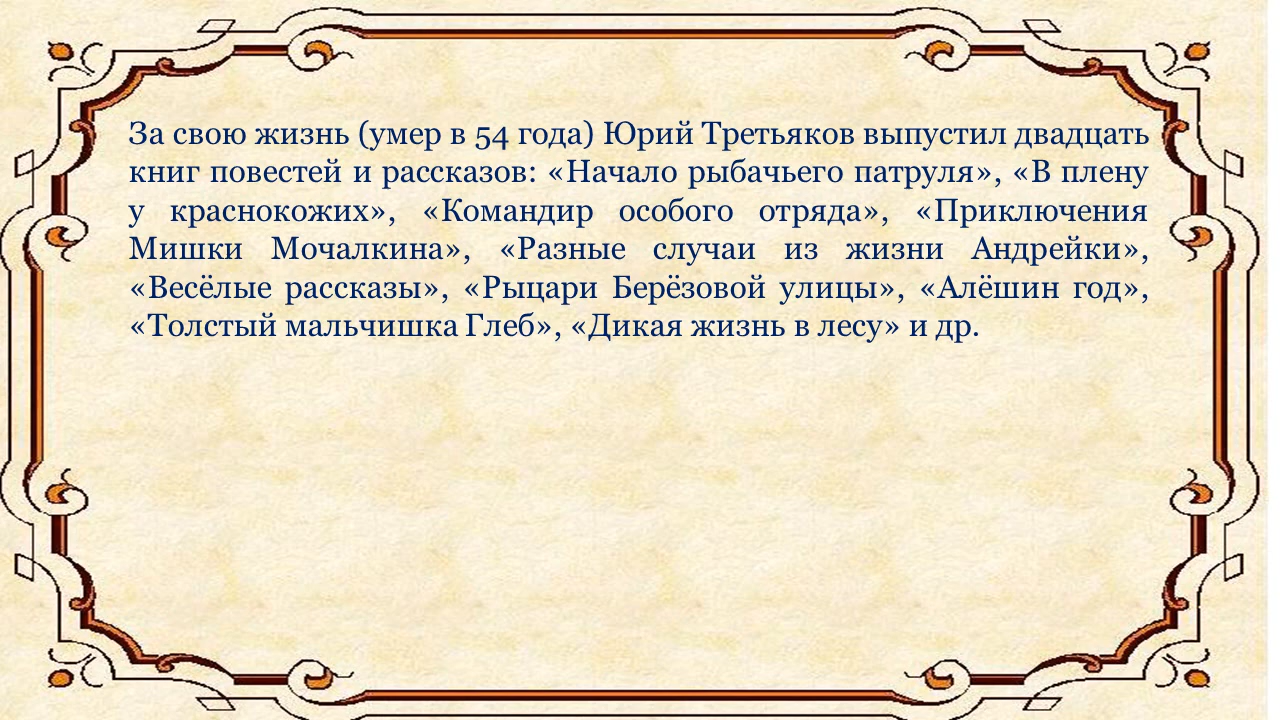 За свою жизнь (умер в 54 года) Юрий Третьяков выпустил двадцать
книг повестей и рассказов: «Начало рыбачьего патруля», «В плену
у краснокожих», «Командир особого отряда», «Приключения
Мишки Мочалкина», «Разные случаи из жизни Андрейки»,
«Весёлые рассказы», «Рыцари Берёзовой улицы», «Алёшин год»,
«Толстый мальчишка Глеб», «Дикая жизнь в лесу» и др.